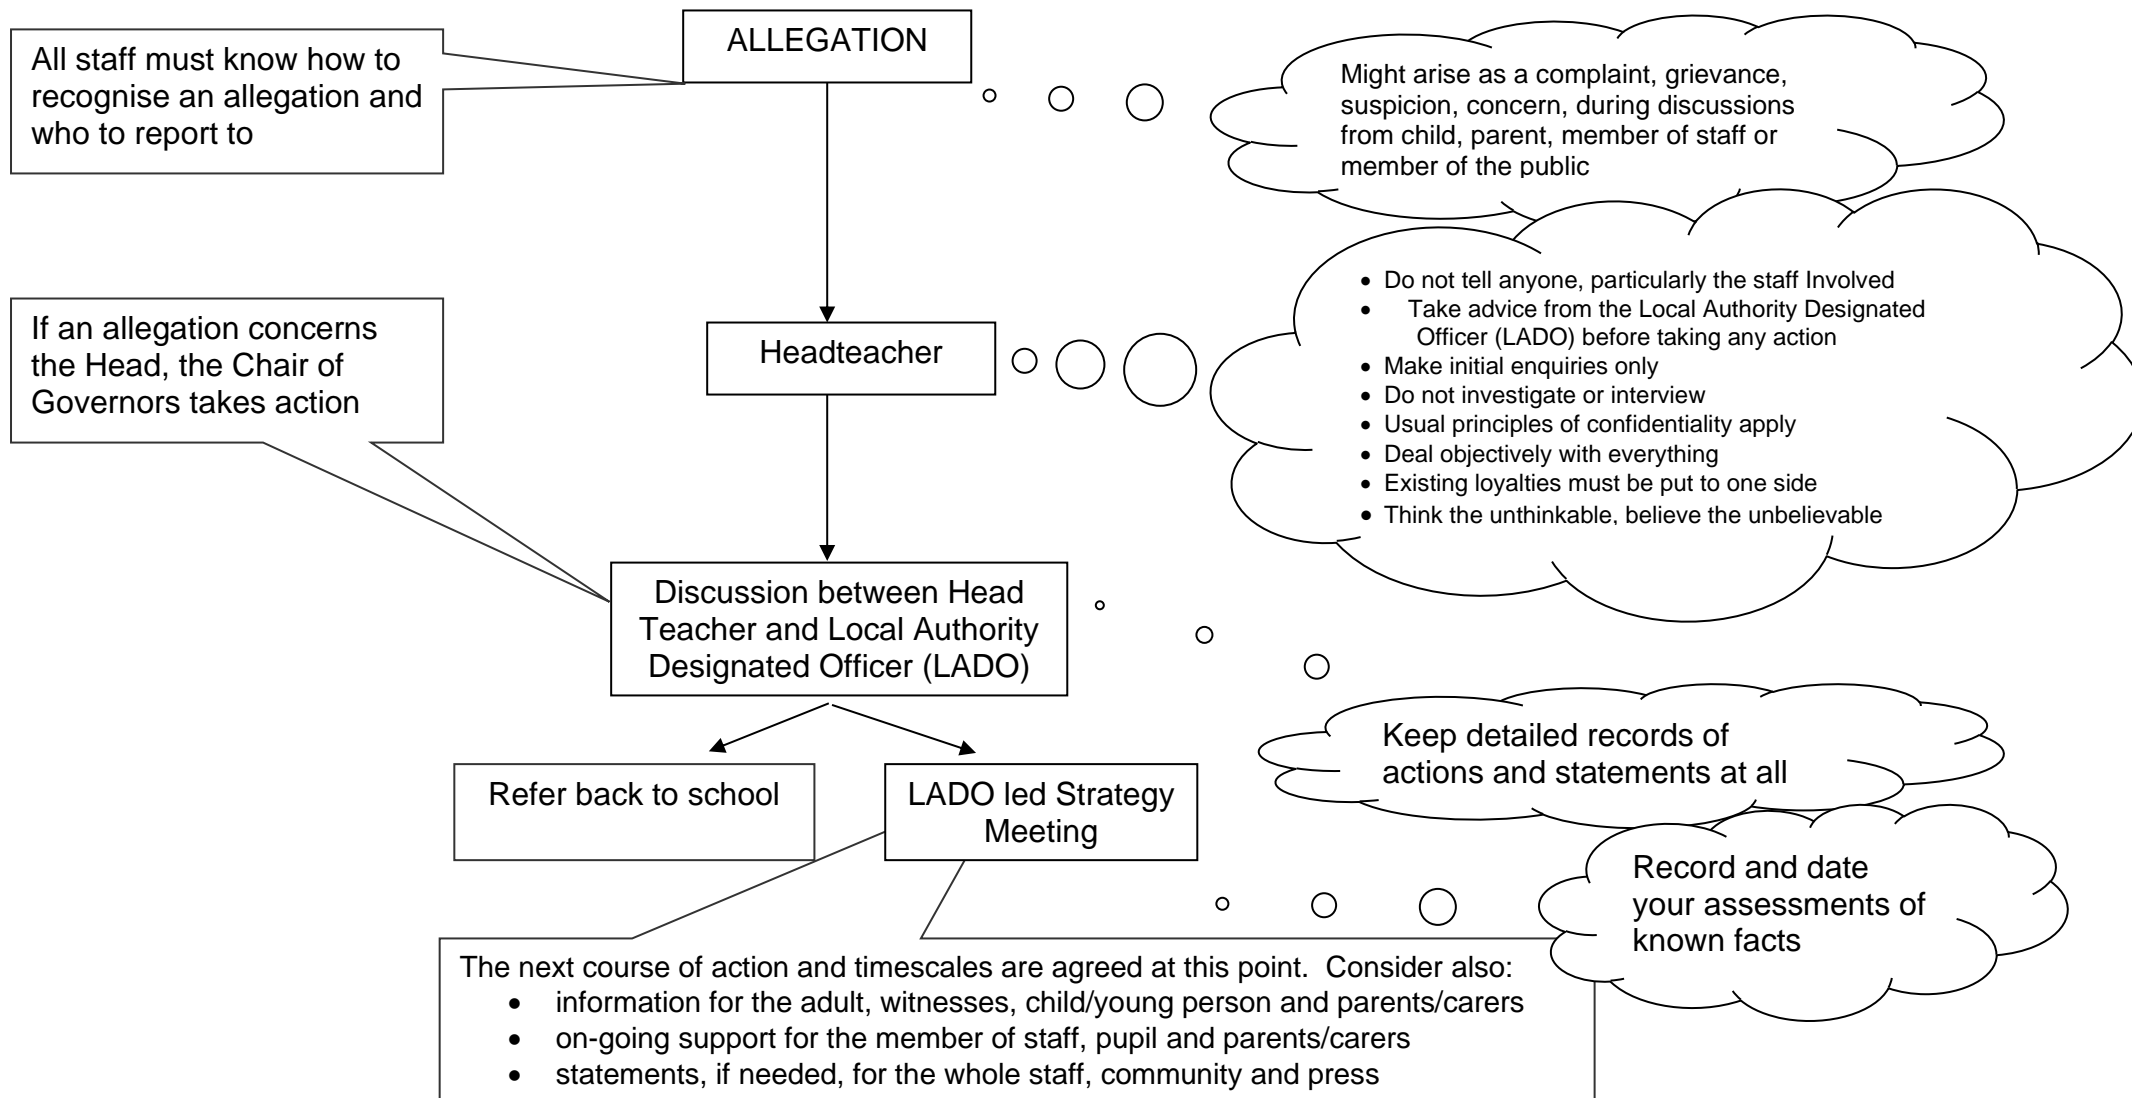 ALLEGATION
All staff must know how to
recognise an allegation and
who to report to
Might arise as a complaint, grievance,
suspicion, concern, during discussions
from child, parent, member of staff or
member of the public
If an allegation concerns
the Head, the Chair of
Governors takes action
Headteacher
• Do not tell anyone, particularly the staff Involved
• Take advice from the Local Authority Designated
Officer (LADO) before taking any action
• Make initial enquiries only
• Do not investigate or interview
• Usual principles of confidentiality apply
• Deal objectively with everything
• Existing loyalties must be put to one side
• Think the unthinkable, believe the unbelievable
Discussion between Head
Teacher and Local Authority
Designated Officer (LADO)
Keep detailed records of
actions and statements at all
Refer back to school
LADO led Strategy
Meeting
Record and date
your assessments of
known facts
The next course of action and timescales are agreed at this point.  Consider also:
• information for the adult, witnesses, child/young person and parents/carers
• on-going support for the member of staff, pupil and parents/carers
• statements, if needed, for the whole staff, community and press